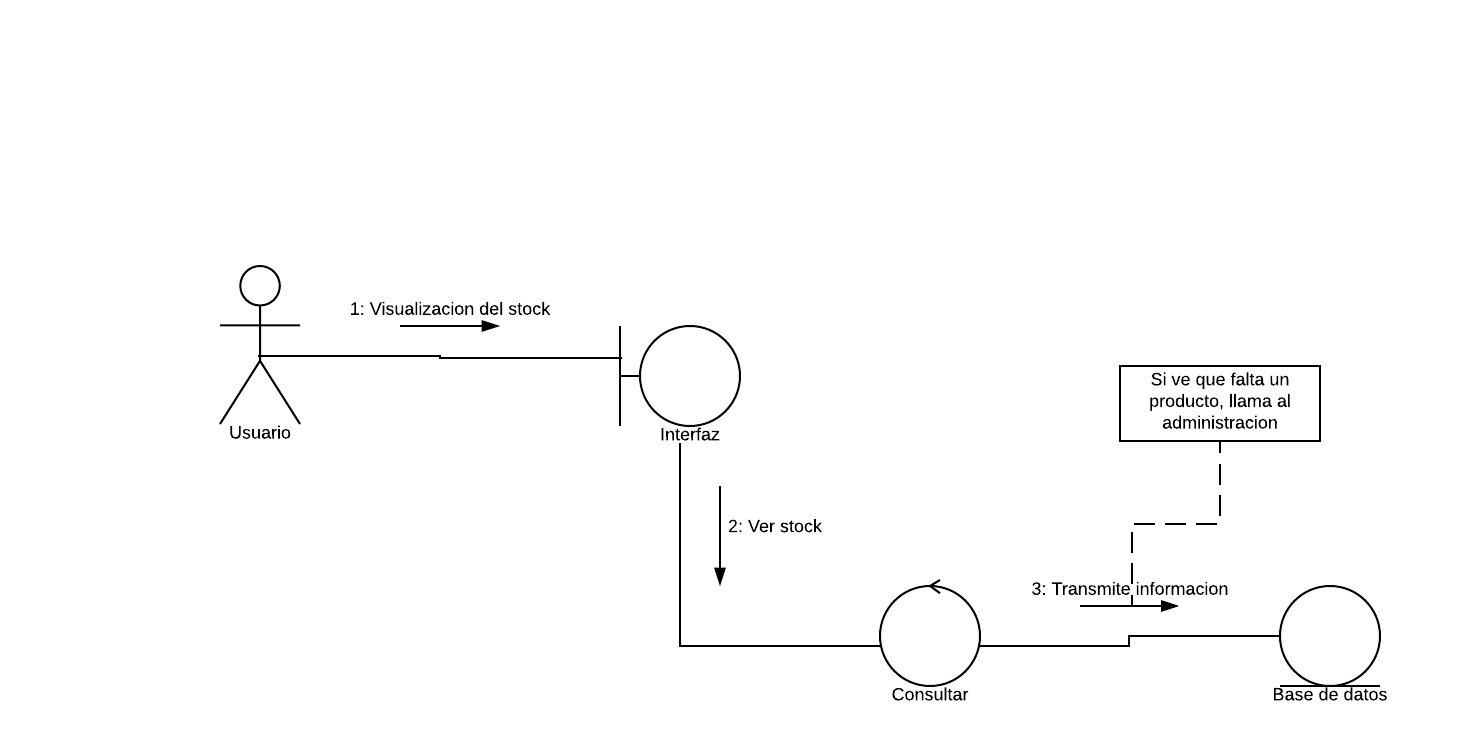 1: Visualizacion del stock
Usuario
Interfaz
Si ve que falta un
producto, llama al
administracion
2: Ver stock
3: Transmite informacion
Consultar
Base de datos